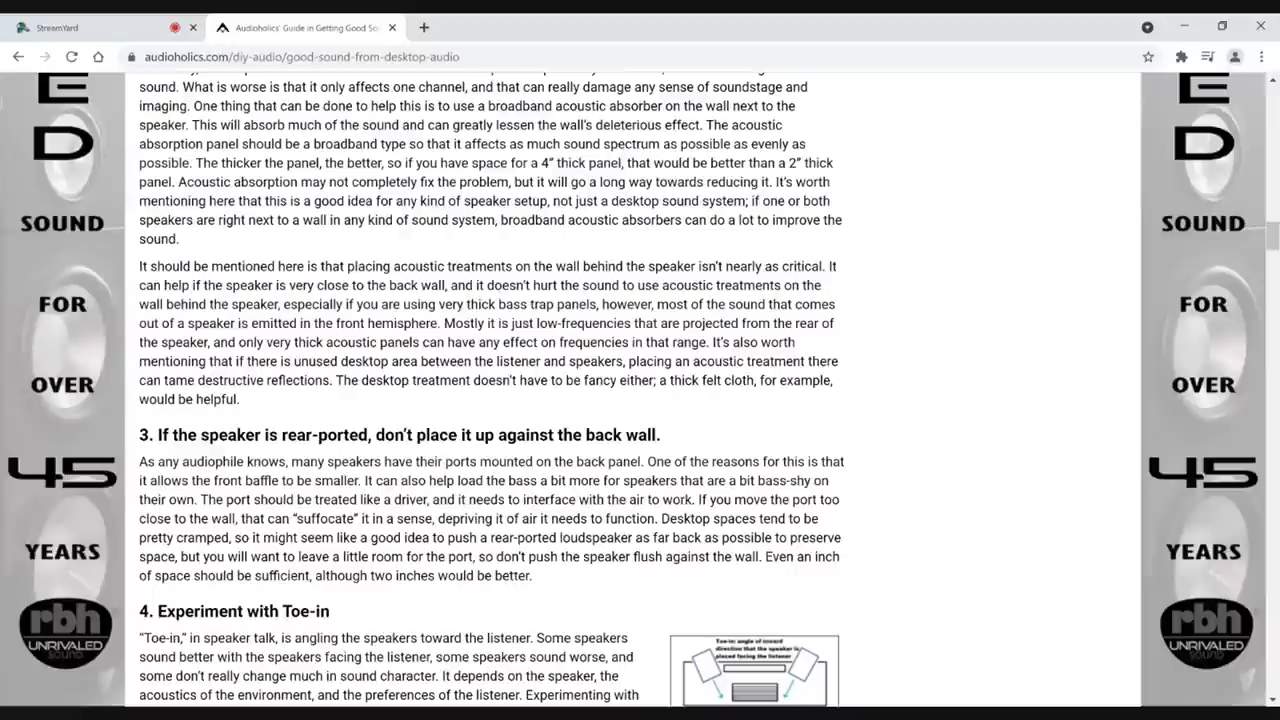 StreamYard
Audioholics' Guide in Getting Good So
audioholics.com/diy-audio/good-sound-from-desktop-audio
sound. What is worse is that it only affects one channel, and that can really damage any sense of soundstage and
imaging. One thing that can be done to help this is to use a broadband acoustic absorber on the wall next to the
speaker. This will absorb much of the sound and can greatly lessen the wall's deleterious effect. The acoustic
absorption panel should be a broadband type so that it affects as much sound spectrum as possible as evenly as
possible. The thicker the panel, the better, so if you have space for a 4” thick panel, that would be better than a 2” thick
panel. Acoustic absorption may not completely fix the problem, but it will go a long way towards reducing it. It's worth
mentioning here that this is a good idea for any kind of speaker setup, not just a desktop sound system; if one or both
speakers are right next to a wall in any kind of sound system, broadband acoustic absorbers can do a lot to improve the
sound.
It should be mentioned here is that placing acoustic treatments on the wall behind the speaker isn't nearly as critical. It
can help if the speaker is very close to the back wall, and it doesn't hurt the sound to use acoustic treatments on the
wall behind the speaker, especially if you are using very thick bass trap panels, however, most of the sound that comes
out of a speaker is emitted in the front hemisphere. Mostly it is just low-frequencies that are projected from the rear of
the speaker, and only very thick acoustic panels can have any effect on frequencies in that range. It's also worth
mentioning that if there is unused desktop area between the listener and speakers, placing an acoustic treatment there
can tame destructive reflections. The desktop treatment doesn't have to be fancy either; a thick felt cloth, for example,
would be helpful.
3. If the speaker is rear-ported, don't place it up against the back wall.
As any audiophile knows, many speakers have their ports mounted on the back panel. One of the reasons for this is that
it allows the front baffle to be smaller. It can also help load the bass a bit more for speakers that are a bit bass-shy on
their own. The port should be treated like a driver, and it needs to interface with the air to work. If you move the port too
close to the wall, that can “suffocate” it in a sense, depriving it of air it needs to function. Desktop spaces tend to be
pretty cramped, so it might seem like a good idea to push a rear-ported loudspeaker as far back as possible to preserve
space, but you will want to leave a little room for the port, so don't push the speaker flush against the wall. Even an inch
of space should be sufficient, although two inches would be better.
4. Experiment with Toe-in
“Toe-in,” in speaker talk, is angling the speakers toward the listener. Some speakers
sound better with the speakers facing the listener, some speakers sound worse, and
some don't really change much in sound character. It depends on the speaker, the
acoustics of the environment, and the preferences of the listener. Experimenting with
Toe-in: angle of toward
direction that the speaker is
placed facing the listener
E
D
SOUND
FOR
OVER
45
YEARS
rbh
UNRIVALED
sound
E
D
SOUND
FOR
OVER
45
YEARS
rbh
UNRIVALED
sound